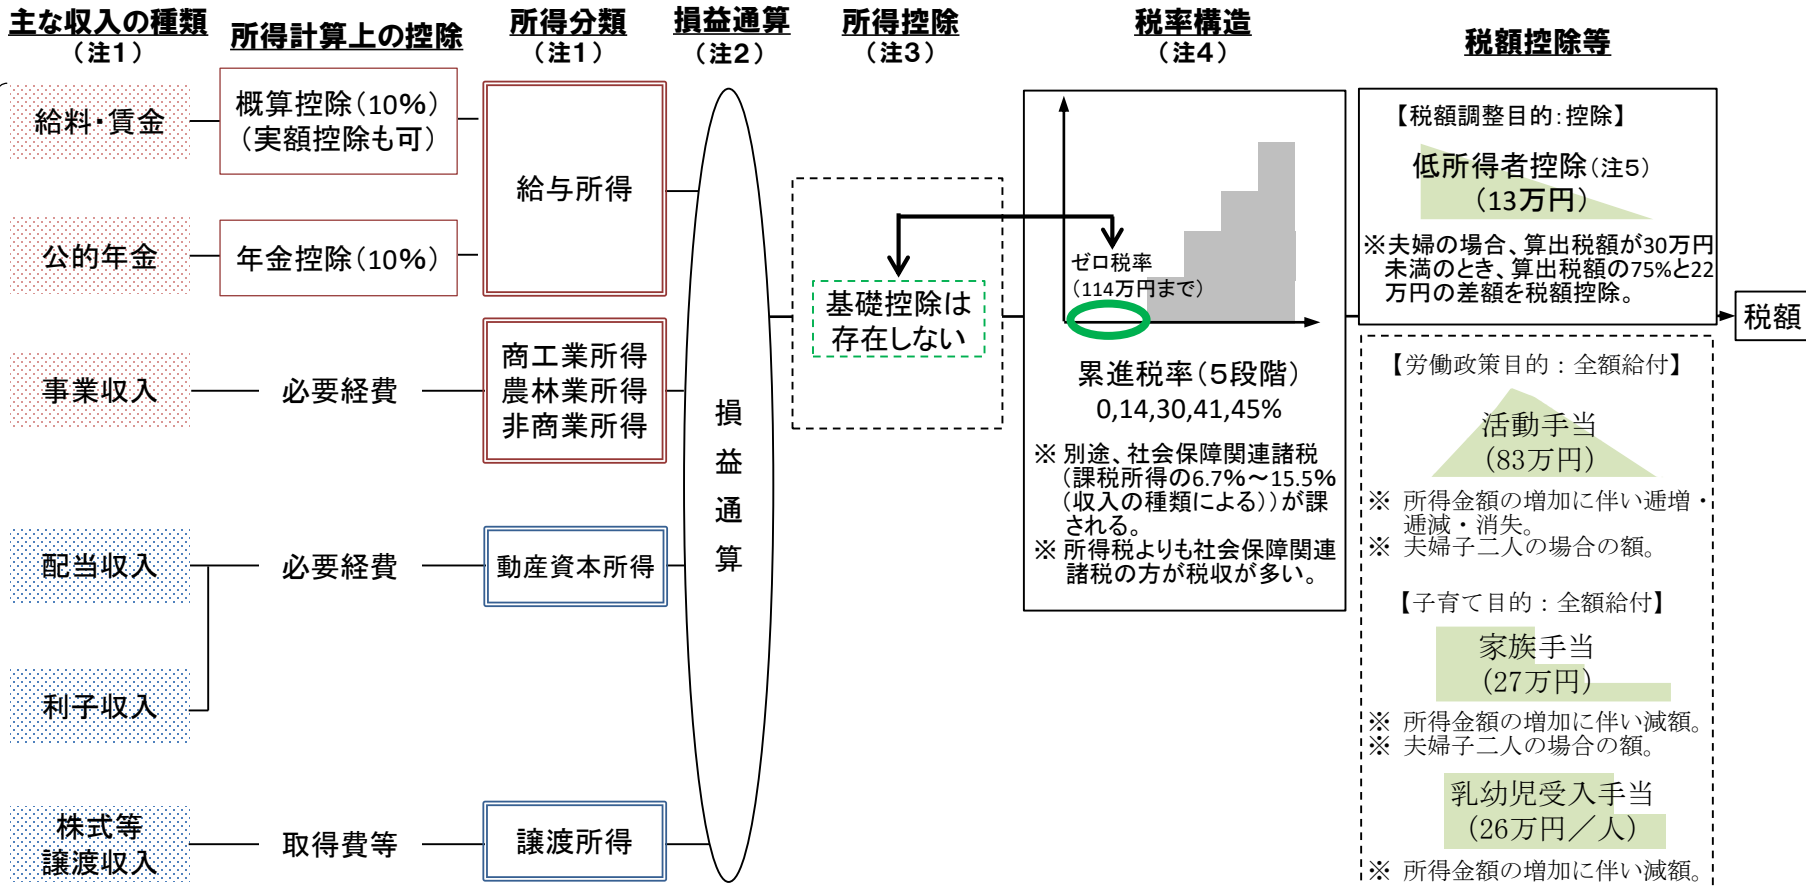 主な収入の種類
(注1)
所得計算上の控除
所得分類
(注1)
損益通算
(注2)
所得控除
(注3)
税率構造
(注4)
税額控除等
給料・賃金
概算控除(10%)
(実額控除も可)
給与所得
公的年金
年金控除(10%)
事業収入
必要経費
商工業所得
農林業所得
非商業所得
配当収入
必要経費
動産資本所得
利子収入
株式等
譲渡収入
取得費等
譲渡所得
損益通算
基礎控除は
存在しない
ゼロ税率
(114万円まで)
累進税率(5段階)
0,14,30,41,45%
※ 別途、社会保障関連諸税
(課税所得の6.7%～15.5%
(収入の種類による))が課
される。
※ 所得税よりも社会保障関連
諸税の方が税収が多い。
【税額調整目的:控除】
低所得者控除(注5)
(13万円)
※夫婦の場合、算出税額が30万円
未満のとき、算出税額の75%と22
万円の差額を税額控除。
【労働政策目的：全額給付】
活動手当
(83万円)
※ 所得金額の増加に伴い逓増・
逓減・消失。
※ 夫婦子二人の場合の額。
【子育て目的：全額給付】
家族手当
(27万円)
※ 所得金額の増加に伴い減額。
※ 夫婦子二人の場合の額。
乳幼児受入手当
(26万円／人)
※ 所得金額の増加に伴い減額。
税額